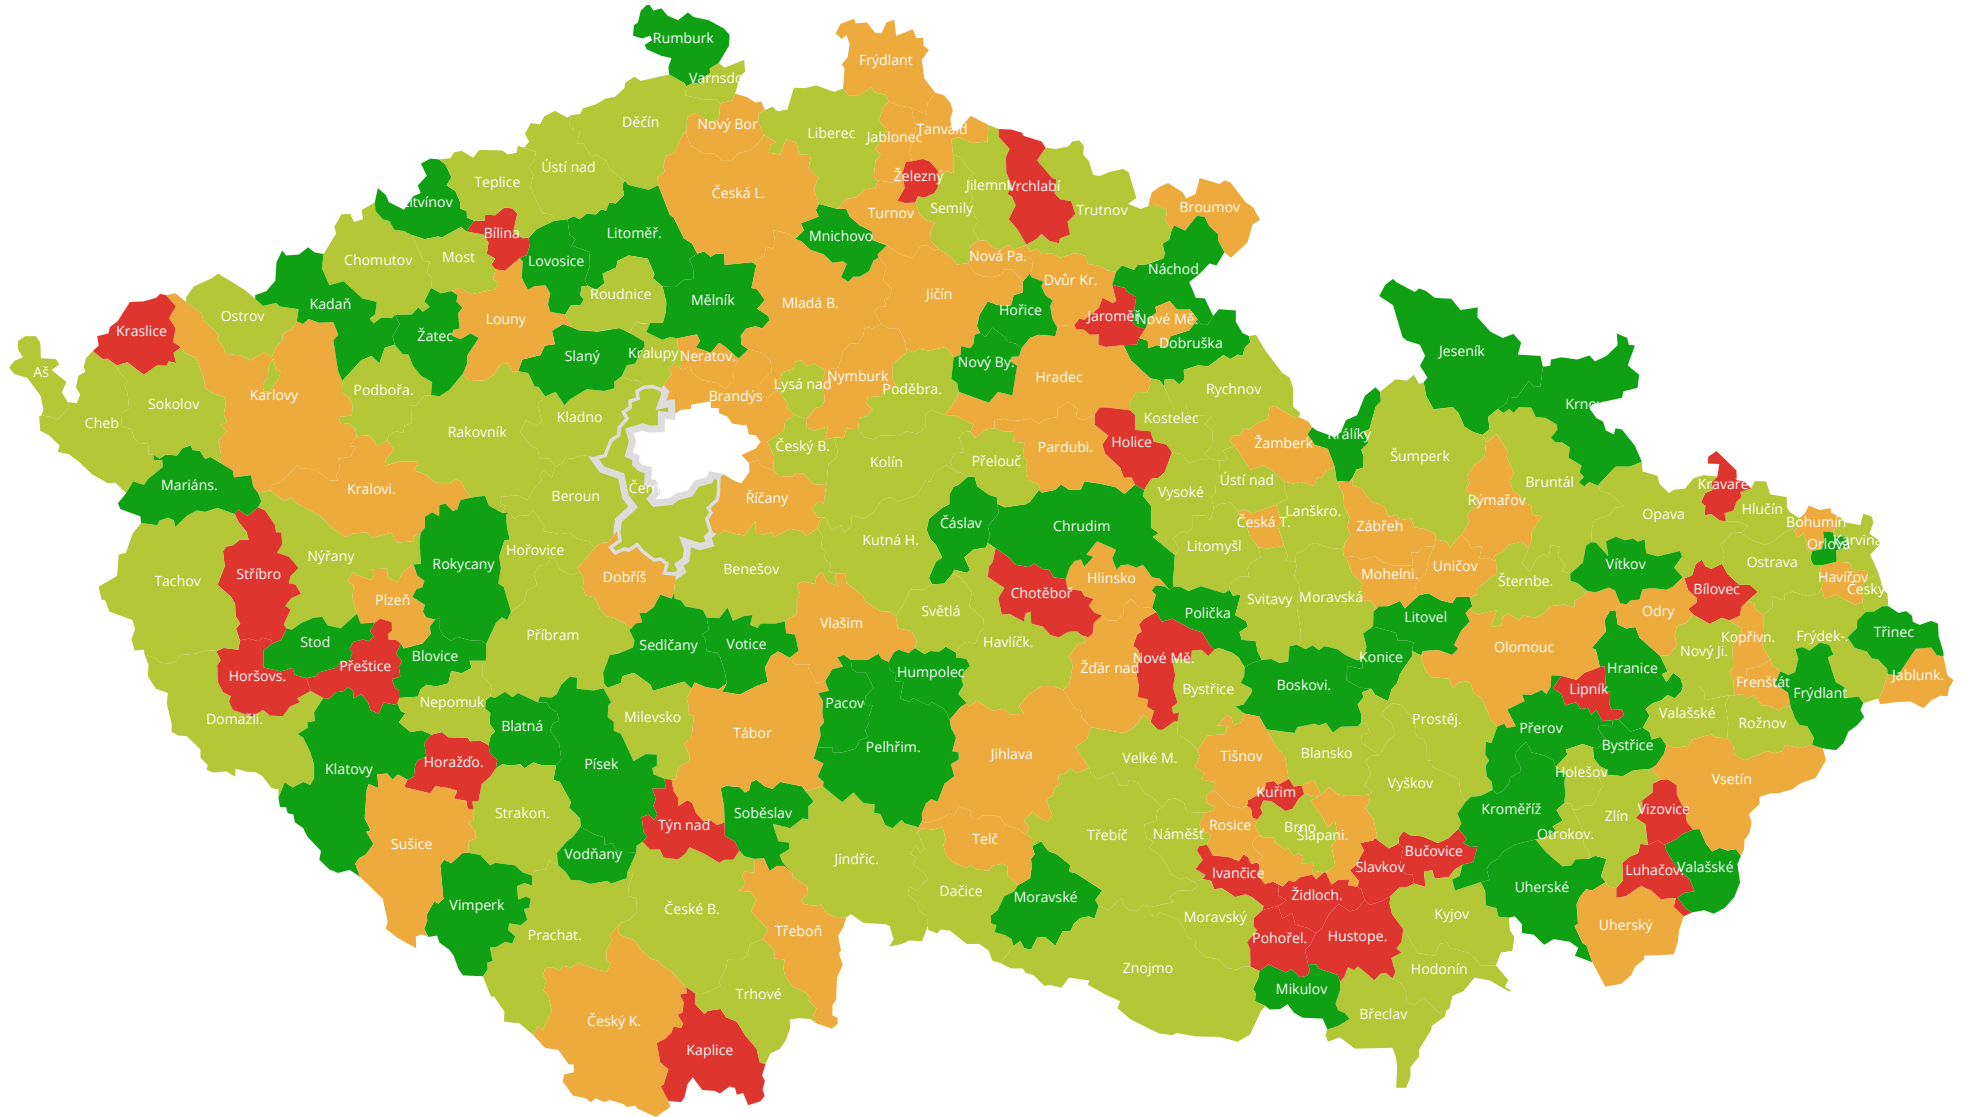 Rumburk
Frýdlant
Varnsdo
Děčín
Nový Bor
Liberec
Jablonec
Tanvald
Ústí nad
Teplice
Železný
Jilemni
Vrchlabí
Česká L.
Litvínov
Semily
Trutnov
Broumov
Turnov
Bílina
Litoměř.
Mnichovo
Most
Chomutov
Lovosice
Nová Pa.
Náchod
Dvůr Kr.
Roudnice
Mělník
Mladá B.
Jičín
Kadaň
Ostrov
Hořice
Jaroměř
Nové Mě.
Louny
Kraslice
Žatec
Dobruška
Slaný
Kralupy
Neratov.
Jeseník
Nový By.
Aš
Lysá nad
Nymburk
Hradec
Poděbra.
Rychnov
Podbořa.
Karlovy
Brandýs
Sokolov
Krnov
Kladno
Kostelec
Cheb
Rakovník
Králíky
Žamberk
Holice
Český B.
Pardubi.
Šumperk
Kolín
Přelouč
Mariáns.
Kralovi.
Ústí nad
Bruntál
Kravaře
Čern
Beroun
Říčany
Vysoké
Rýmařov
Lanškro.
Hlučín
Opava
Čáslav
Chrudim
Česká T.
Zábřeh
Bohumín
Kutná H.
Litomyšl
Orlová
Karviná
Hořovice
Nýřany
Rokycany
Ostrava
Vítkov
Uničov
Benešov
Stříbro
Mohelni.
Dobříš
Hlinsko
Havířov
Tachov
Šternbe.
Český
Bílovec
Chotěboř
Moravská
Svitavy
Plzeň
Světlá
Odry
Polička
Litovel
Vlašim
Třinec
Příbram
Kopřivn.
Frýdek-.
Stod
Havlíčk.
Sedlčany
Votice
Olomouc
Nový Ji.
Blovice
Konice
Nové Mě.
Přeštice
Žďár nad
Hranice
Humpolec
Horšovs.
Jablunk.
Frenštát
Boskovi.
Bystřice
Lipník
Frýdlant
Nepomuk
Pacov
Valašské
Milevsko
Domažli.
Prostěj.
Rožnov
Blatná
Přerov
Tábor
Pelhřim.
Bystřice
Jihlava
Blansko
Tišnov
Velké M.
Horažďo.
Písek
Klatovy
Holešov
Vsetín
Vyškov
Kuřim
Kroměříž
Vizovice
Strakon.
Soběslav
Zlín
Týn nad
Rosice
Brno
Šlapani.
Otrokov.
Třebíč
Náměšť
Telč
Sušice
Bučovice
Vodňany
Jindřic.
Slavkov
Valašské
Luhačov.
Ivančice
Uherské
Dačice
Židloch.
Moravské
Vimperk
České B.
Kyjov
Moravský
Uherský
Třeboň
Prachat.
Pohořel.
Hustope.
Znojmo
Hodonín
Mikulov
Trhové
Břeclav
Český K.
Kaplice